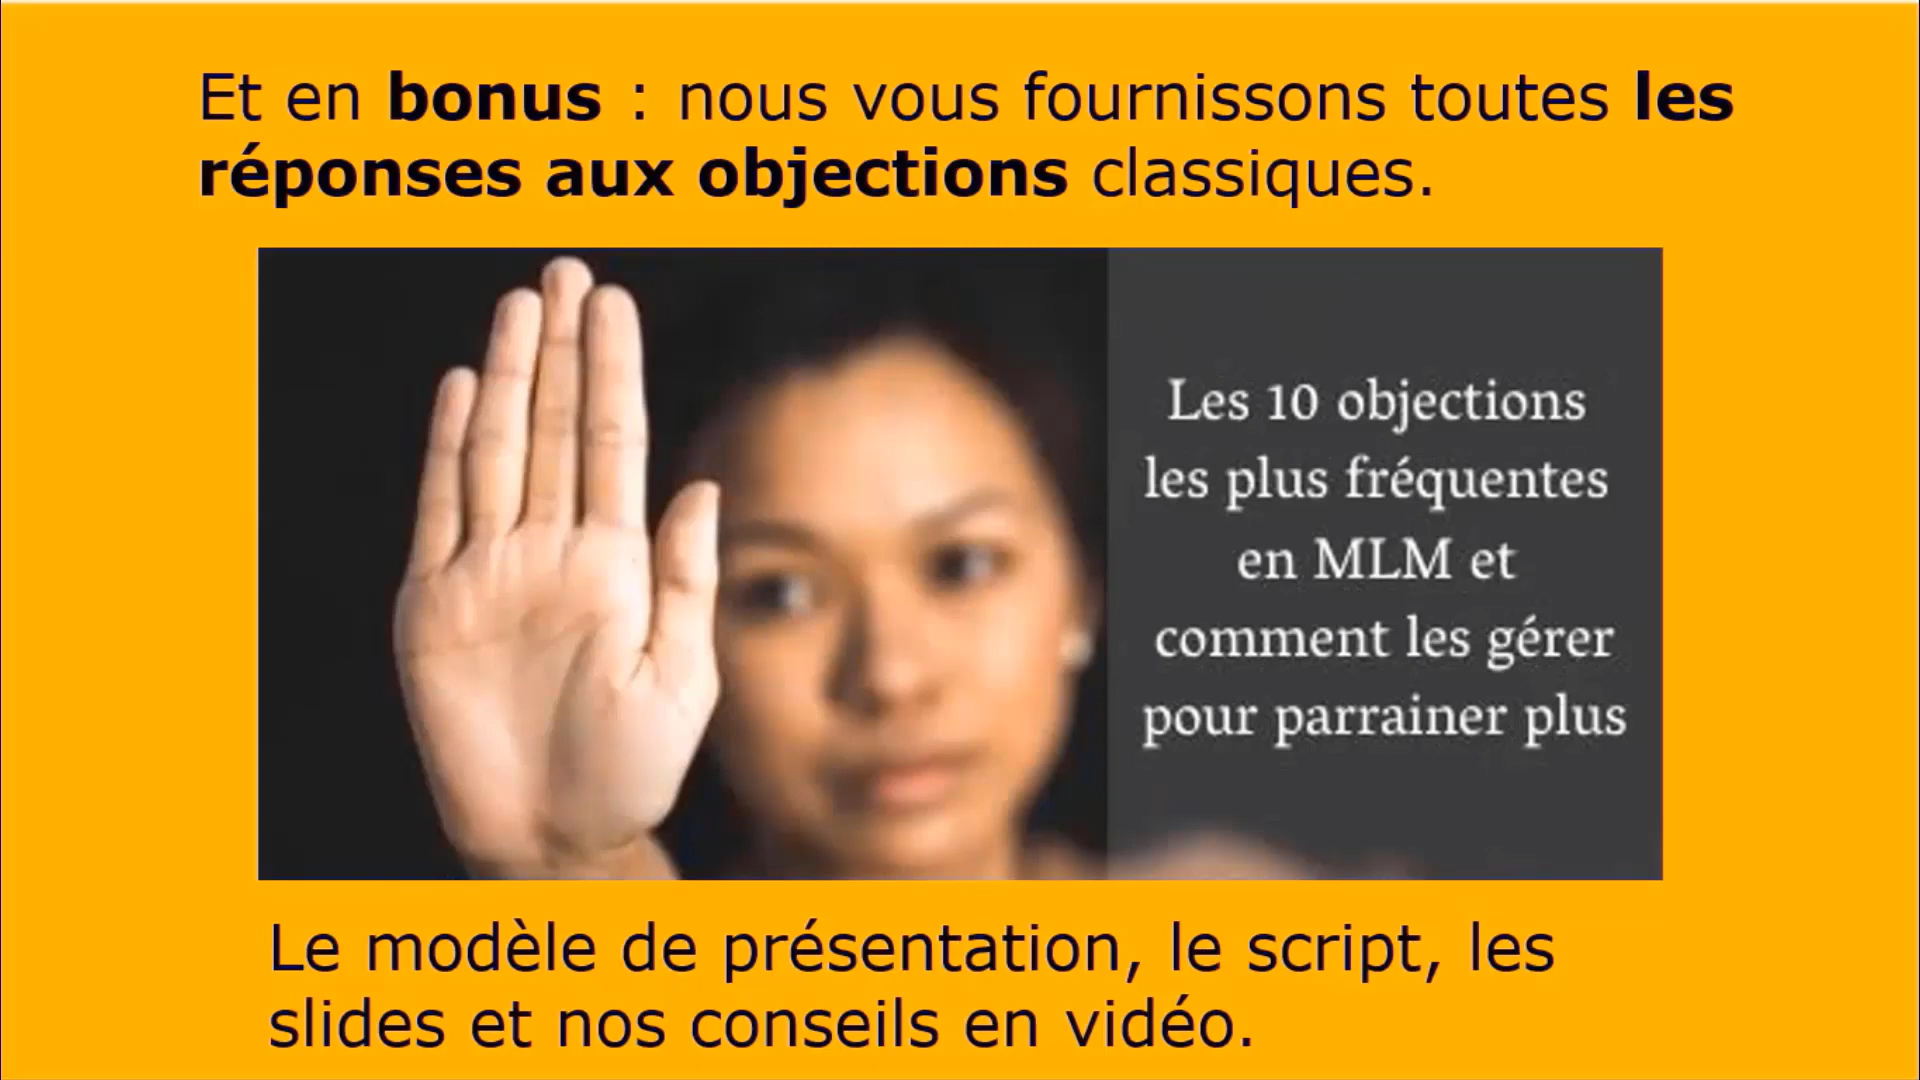 Et en bonus : nous vous fournissons toutes les
réponses aux objections classiques.
Les 10 objections
les plus fréquentes
en MLM et
comment les gérer
pour parrainer plus
Le modèle de présentation, le script, les
slides et nos conseils en vidéo.